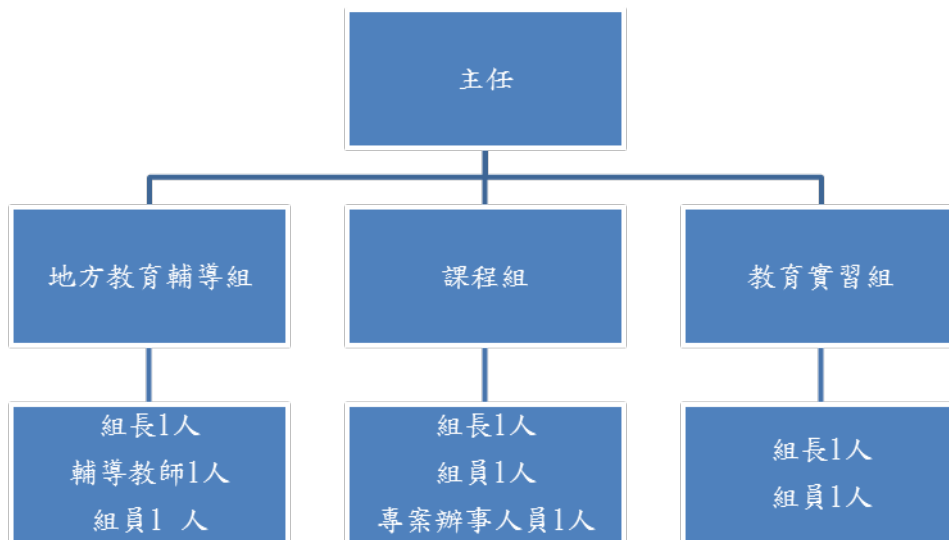 主任
地方教育輔導組
課程組
教育實習組
組長1人
輔導教師1人
組員1 人
組長1人
組員1人
專案辦事人員1人
組長1人
組員1人